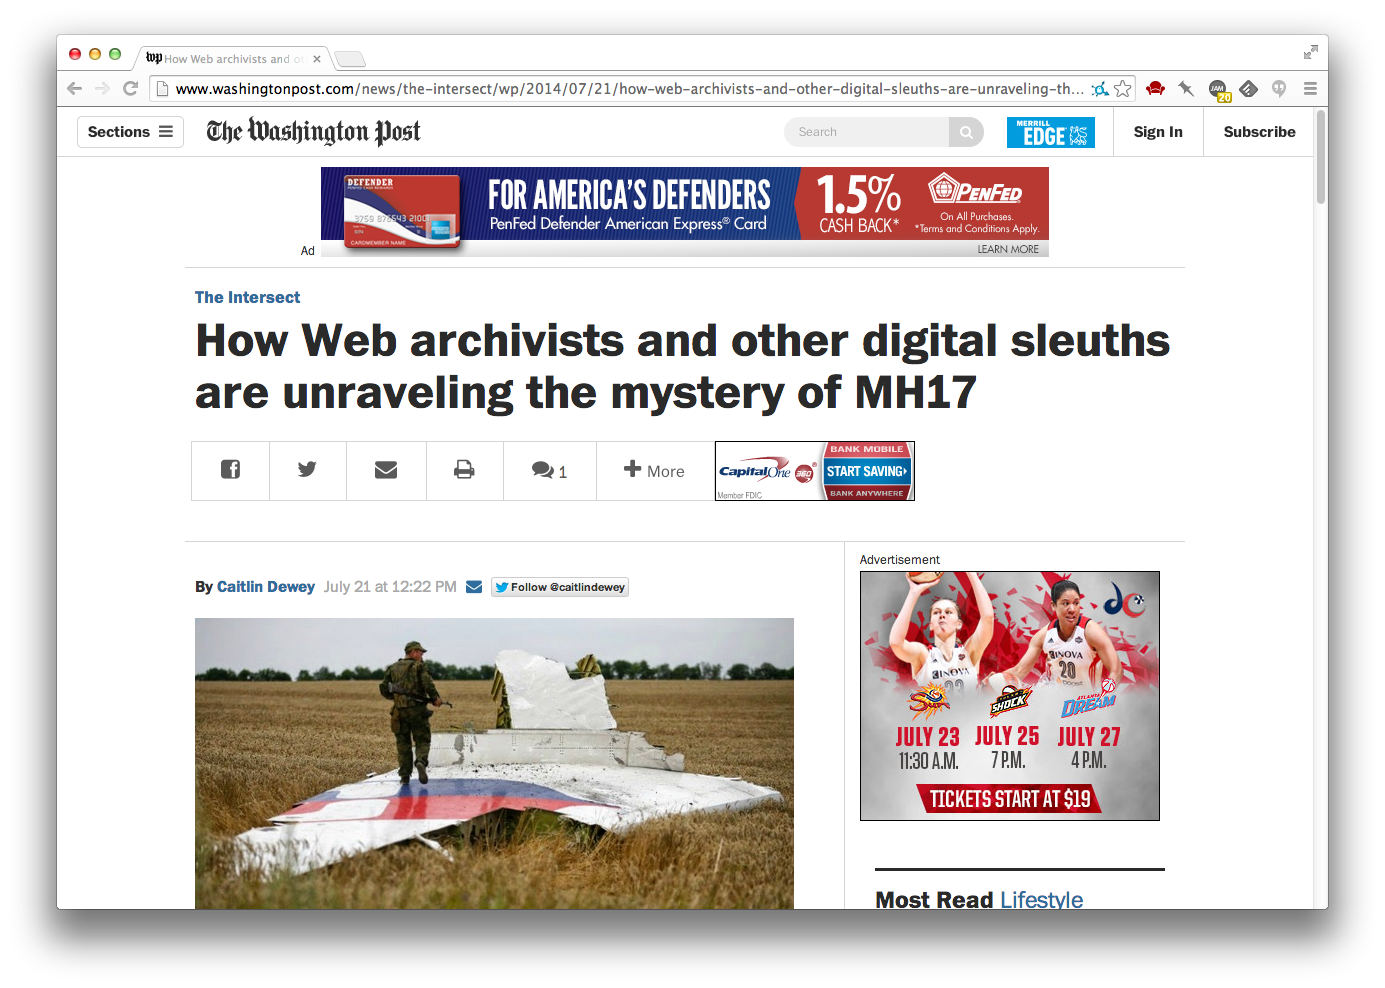 wp How Web archivists and ot
www.washingtonpost.com/news/the-intersect/wp/2014/07/21/how-web-archivists-and-other-digital-sleuths-are-unraveling-th...
JAM
20
Sections
The Washington Post
Search
MERRILL
EDGE
Sign In
Subscribe
DEFENDER
CARDMEMBER NAME
FOR AMERICA'S DEFENDERS
PenFed Defender American Express® Card
1.5%
CASH BACK*
PENFED
On All Purchases.
*Terms and Conditions Apply.
Ad
LEARN MORE
The Intersect
How Web archivists and other digital sleuths
are unraveling the mystery of MH17
1
More
Capital One 360®
Member FDIC
BANK MOBILE
START SAVING
BANK ANYWHERE
By Caitlin Dewey July 21 at 12:22 PM
Follow @caitlindewey
Advertisement
dc
INOVA
INOVA
20
SUN
SHOCK
ATLANTA
DREAM
JULY 23 JULY 25 JULY 27
11:30 A.M. 7 P.M. 4 P.M.
TICKETS START AT $19
Most Read Lifestyle